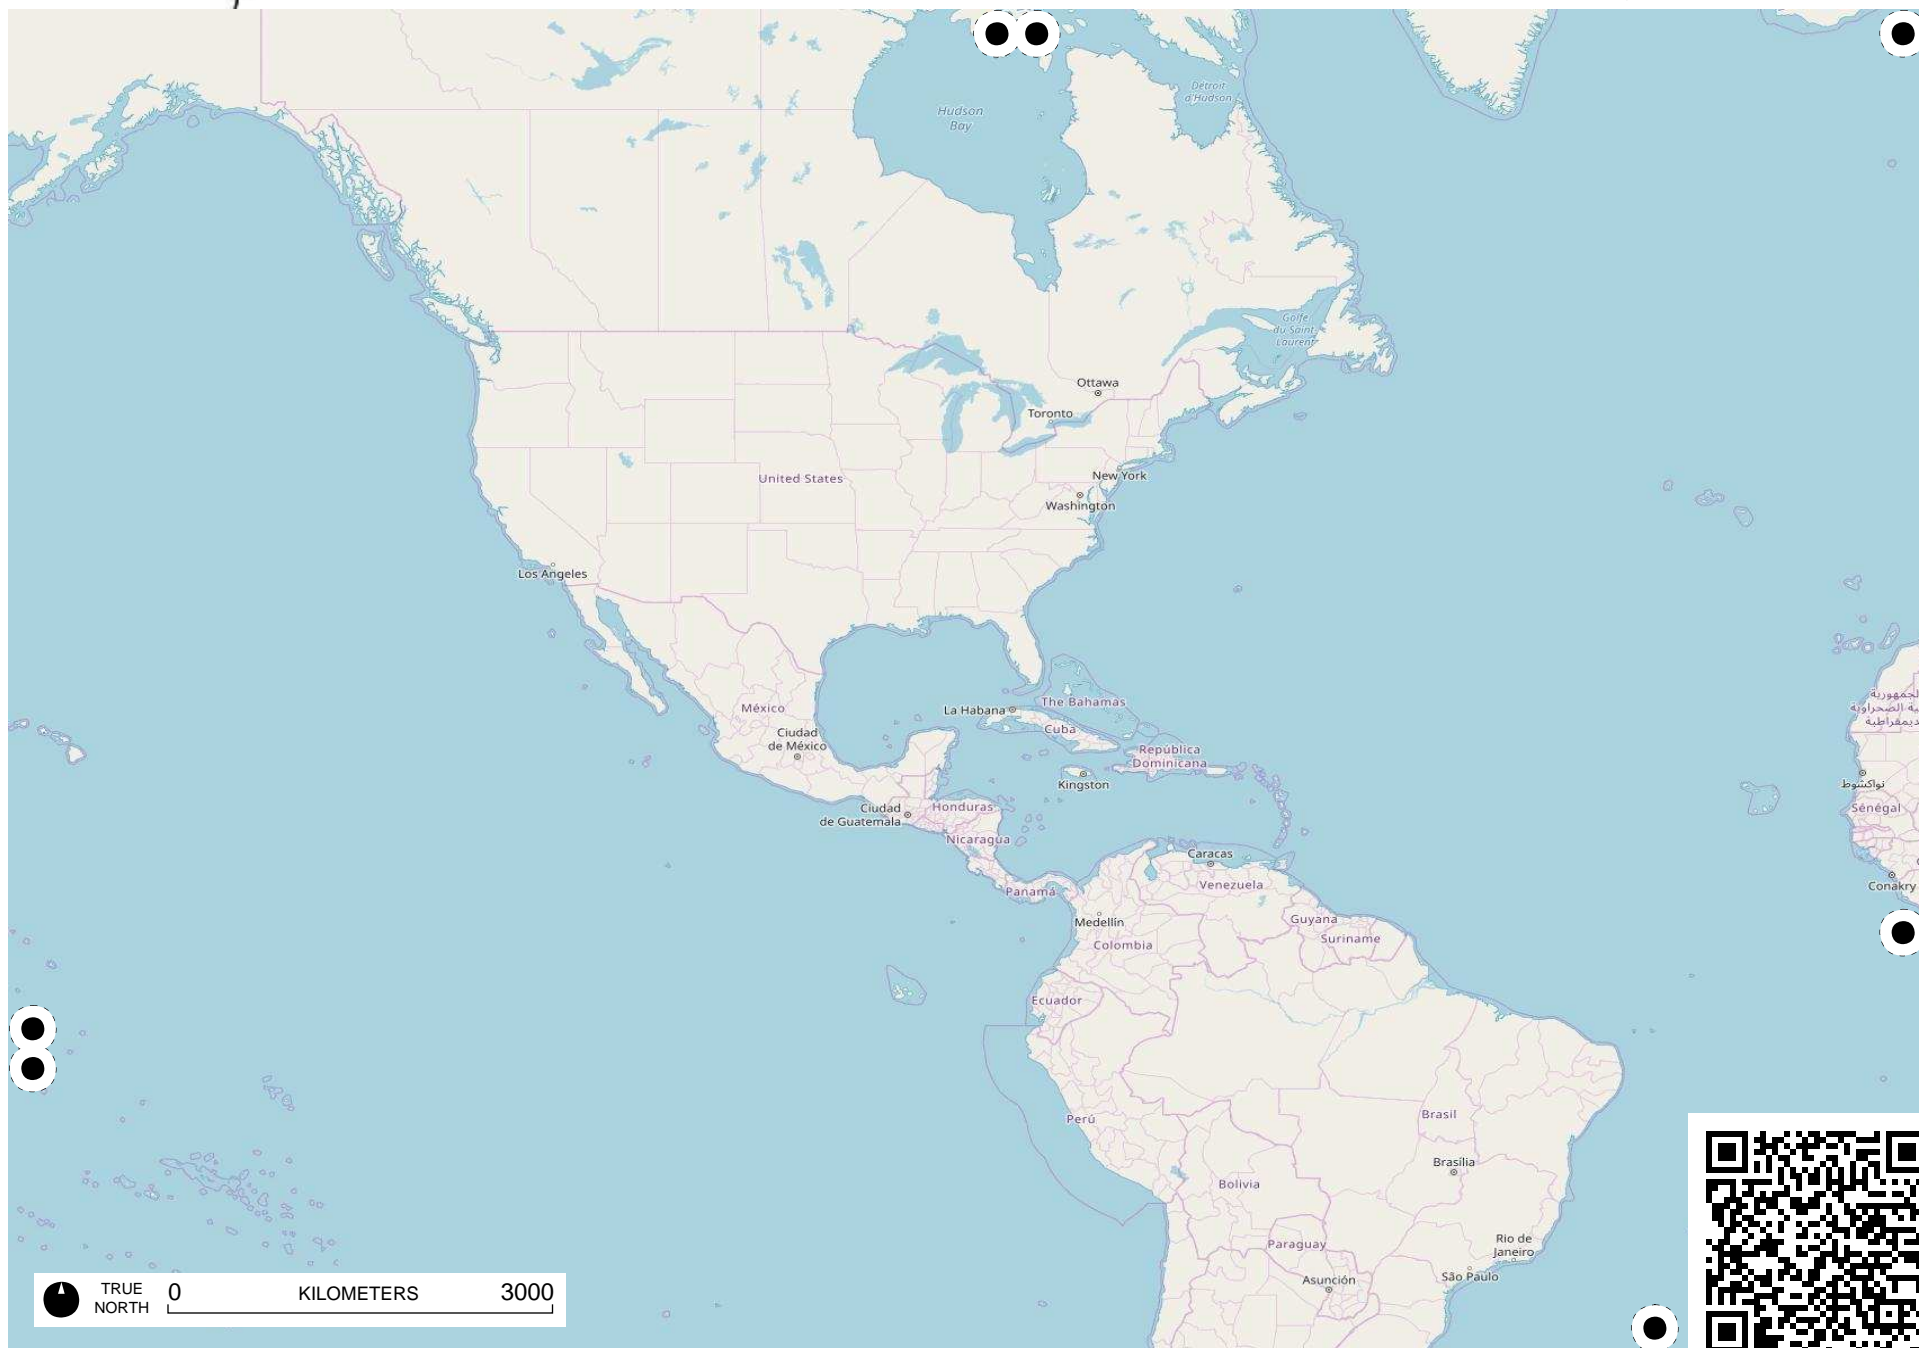 Hudson
Bay
Détroit
d'Hudson
Golfe
du Saint-
Laurent
Ottawa
Toronto
United States
New York
Washington
Los Angeles
México
La Habana
The Bahamas
Cuba
Ciudad
de México
República
Dominicana
Kingston
Ciudad
de Guatemala
Honduras
Nicaragua
نواكشوط
Sénégal
Caracas
Venezuela
Panamá
Conakry
Medellín
Guyana
Colombia
Suriname
Ecuador
Perú
Brasil
Brasília
Bolivia
Paraguay
Rio de
Janeiro
Asunción
São Paulo
TRUE
NORTH
0 KILOMETERS 3000